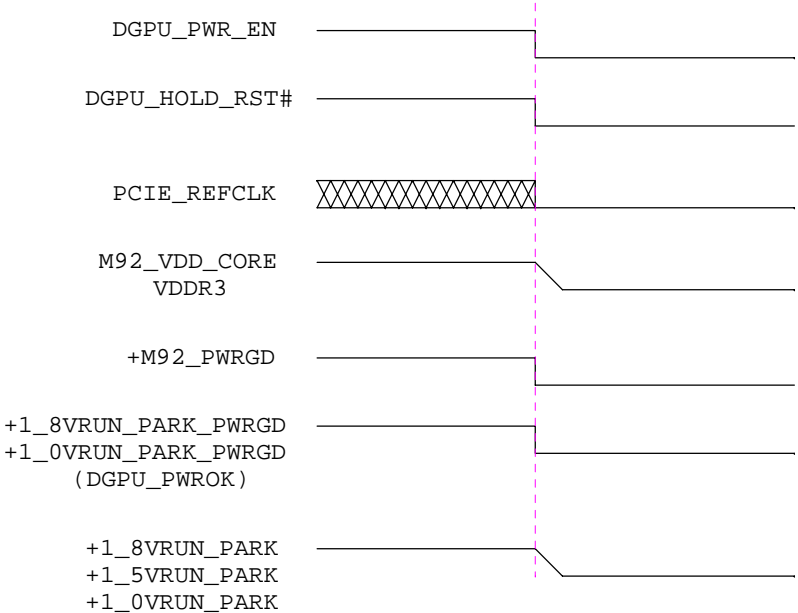 DGPU_PWR_EN
DGPU_HOLD_RST#
PCIE_REFCLK
M92_VDD_CORE
VDDR3
+M92_PWRGD
+1_8VRUN_PARK_PWRGD
+1_0VRUN_PARK_PWRGD
(DGPU_PWROK)
+1_8VRUN_PARK
+1_5VRUN_PARK
+1_0VRUN_PARK